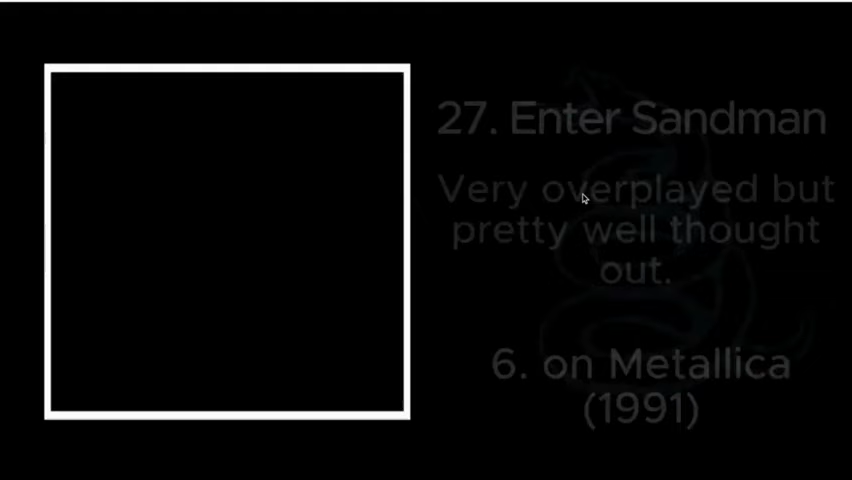 27. Enter Sandman
Very overplayed but
pretty well thought
out.
6. on Metallica
(1991)